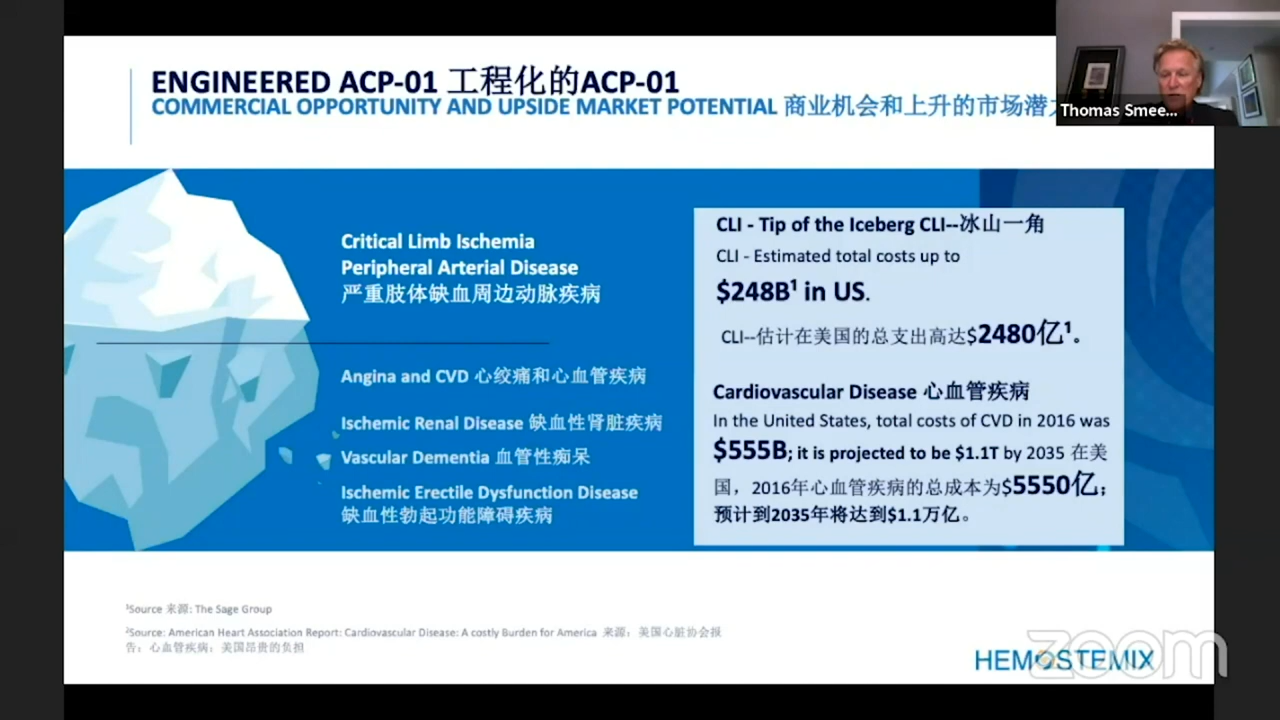 ENGINEERED ACP-01 工程化的ACP-01
COMMERCIAL OPPORTUNITY AND UPSIDE MARKET POTENTIAL 商业机会和上升的市场潜
Thomas Smee...
Critical Limb Ischemia
Peripheral Arterial Disease
严重肢体缺血周边动脉疾病
Angina and CVD 心绞痛和心血管疾病
Ischemic Renal Disease 缺血性肾脏疾病
Vascular Dementia 血管性痴呆
Ischemic Erectile Dysfunction Disease
缺血性勃起功能障碍疾病
CLI - Tip of the Iceberg CLI--冰山一角
CLI - Estimated total costs up to
$248B¹ in US.
CLI--估计在美国的总支出高达$2480亿¹。
Cardiovascular Disease 心血管疾病
In the United States, total costs of CVD in 2016 was
$555B; it is projected to be $1.1T by 2035 在美
国，2016年心血管疾病的总成本为$5550亿；
预计到2035年将达到$1.1万亿。
¹Source 来源: The Sage Group
²Source: American Heart Association Report: Cardiovascular Disease: A costly Burden for America 来源：美国心脏协会报
告：心血管疾病：美国昂贵的负担
HEMOSTEMIX
zoom